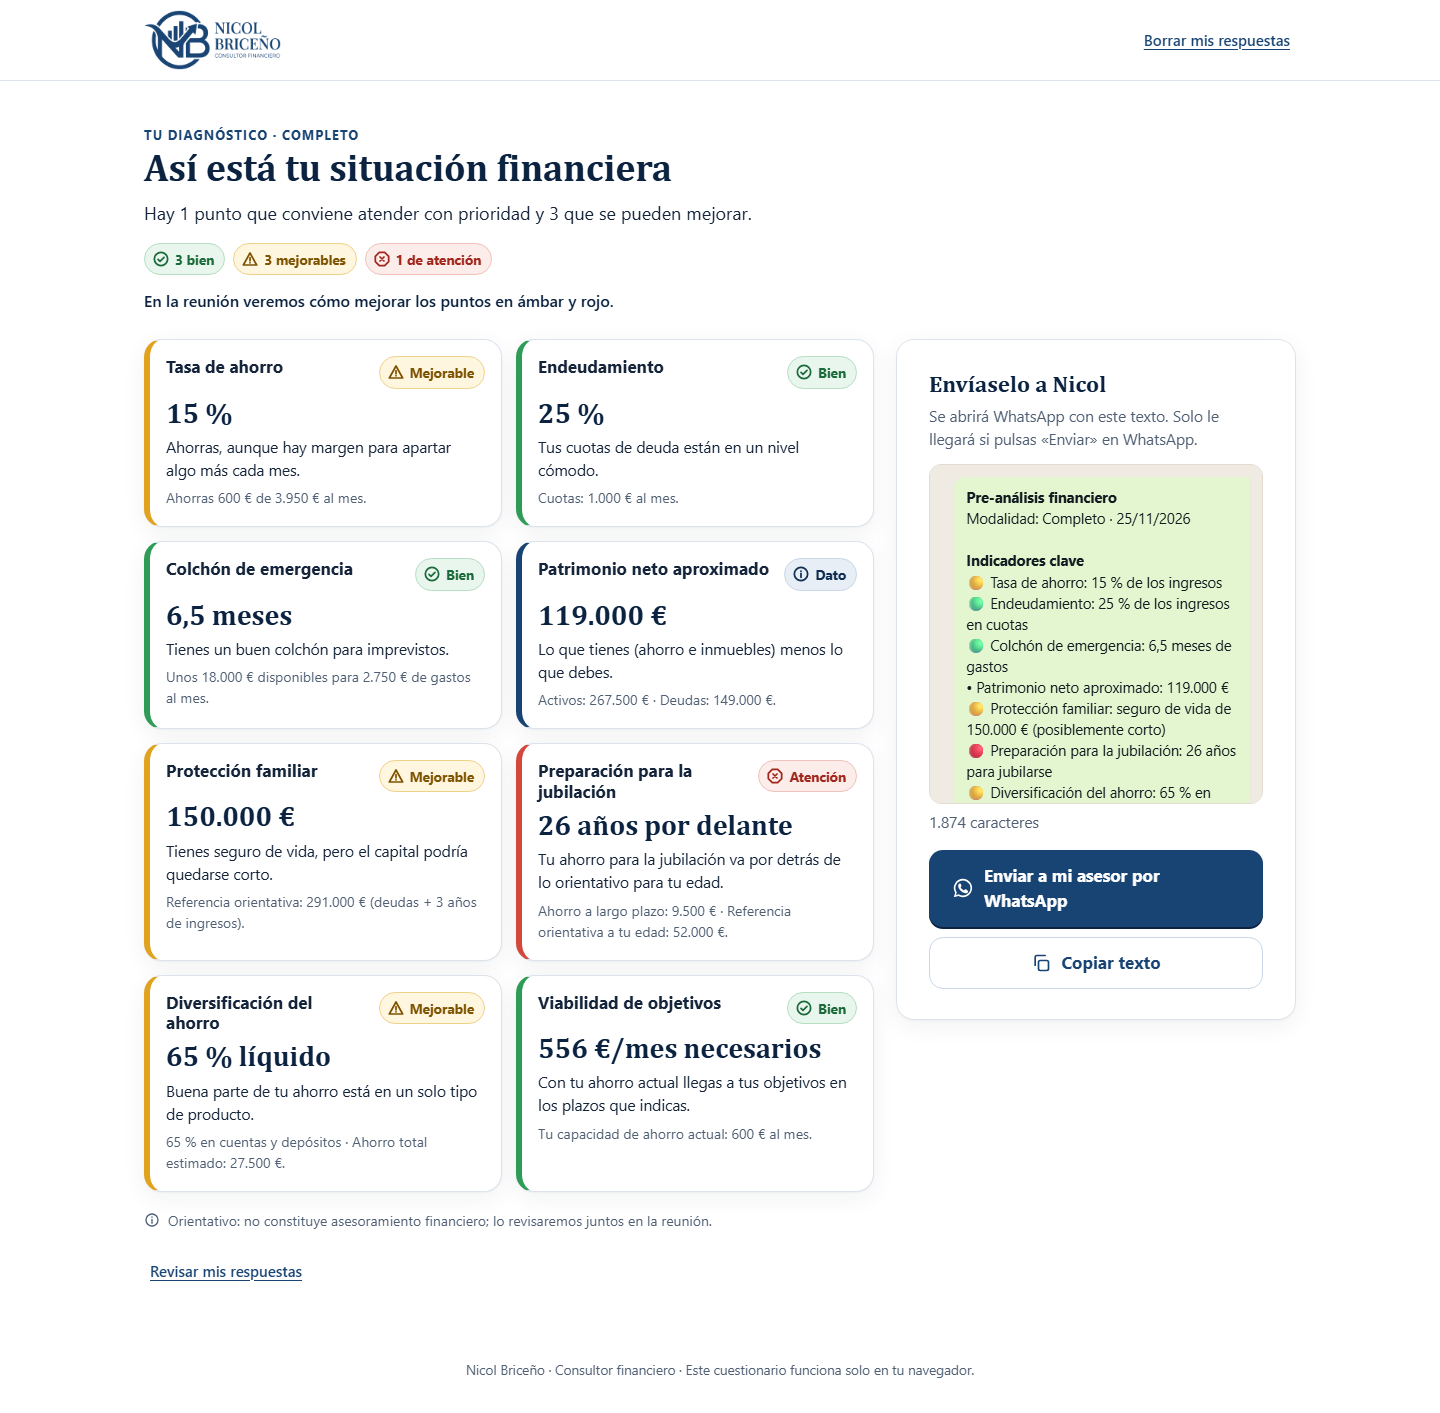 NICOL
BRICEÑO
CONSULTOR FINANCIERO
Borrar mis respuestas
TU DIAGNÓSTICO · COMPLETO
Así está tu situación financiera
Hay 1 punto que conviene atender con prioridad y 3 que se pueden mejorar.
3 bien
3 mejorables
1 de atención
En la reunión veremos cómo mejorar los puntos en ámbar y rojo.
Tasa de ahorro
Mejorable
15 %
Ahorras, aunque hay margen para apartar
algo más cada mes.
Ahorras 600 € de 3.950 € al mes.
Endeudamiento
Bien
25 %
Tus cuotas de deuda están en un nivel
cómodo.
Cuotas: 1.000 € al mes.
Colchón de emergencia
Bien
6,5 meses
Tienes un buen colchón para imprevistos.
Unos 18.000 € disponibles para 2.750 € de gastos
al mes.
Patrimonio neto aproximado
Dato
119.000 €
Lo que tienes (ahorro e inmuebles) menos lo
que debes.
Activos: 267.500 € · Deudas: 149.000 €.
Protección familiar
Mejorable
150.000 €
Tienes seguro de vida, pero el capital podría
quedarse corto.
Referencia orientativa: 291.000 € (deudas + 3 años
de ingresos).
Preparación para la
jubilación
Atención
26 años por delante
Tu ahorro para la jubilación va por detrás de
lo orientativo para tu edad.
Ahorro a largo plazo: 9.500 € · Referencia
orientativa a tu edad: 52.000 €.
Diversificación del
ahorro
Mejorable
65 % líquido
Buena parte de tu ahorro está en un solo tipo
de producto.
65 % en cuentas y depósitos · Ahorro total
estimado: 27.500 €.
Viabilidad de objetivos
Bien
556 €/mes necesarios
Con tu ahorro actual llegas a tus objetivos en
los plazos que indicas.
Tu capacidad de ahorro actual: 600 € al mes.
Envíaselo a Nicol
Se abrirá WhatsApp con este texto. Solo le
llegará si pulsas «Enviar» en WhatsApp.
Pre-análisis financiero
Modalidad: Completo · 25/11/2026
Indicadores clave
Tasa de ahorro: 15 % de los ingresos
Endeudamiento: 25 % de los ingresos
en cuotas
Colchón de emergencia: 6,5 meses de
gastos
• Patrimonio neto aproximado: 119.000 €
Protección familiar: seguro de vida de
150.000 € (posiblemente corto)
Preparación para la jubilación: 26 años
para jubilarse
Diversificación del ahorro: 65 % en
1.874 caracteres
Enviar a mi asesor por
WhatsApp
Copiar texto
Orientativo: no constituye asesoramiento financiero; lo revisaremos juntos en la reunión.
Revisar mis respuestas
Nicol Briceño · Consultor financiero · Este cuestionario funciona solo en tu navegador.